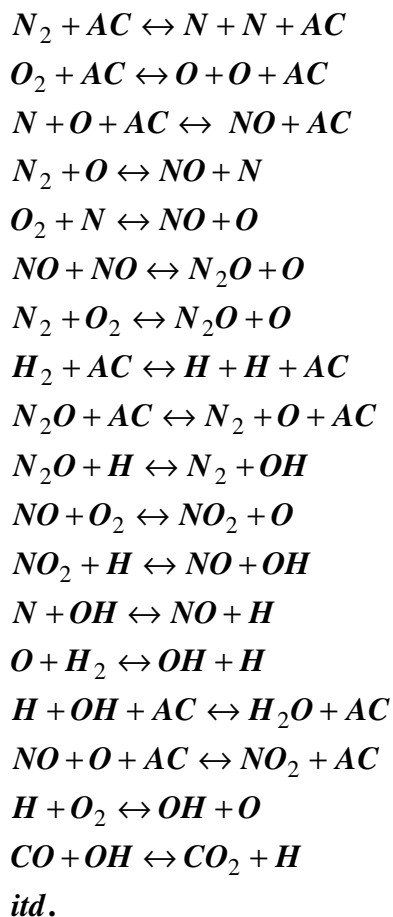 N₂ + AC ↔ N + N + AC
O₂ + AC ↔ O + O + AC
N + O + AC ↔ NO + AC
N₂ + O ↔ NO + N
O₂ + N ↔ NO + O
NO + NO ↔ N₂O + O
N₂ + O₂ ↔ N₂O + O
H₂ + AC ↔ H + H + AC
N₂O + AC ↔ N₂ + O + AC
N₂O + H ↔ N₂ + OH
NO + O₂ ↔ NO₂ + O
NO₂ + H ↔ NO + OH
N + OH ↔ NO + H
O + H₂ ↔ OH + H
H + OH + AC ↔ H₂O + AC
NO + O + AC ↔ NO₂ + AC
H + O₂ ↔ OH + O
CO + OH ↔ CO₂ + H
itd.